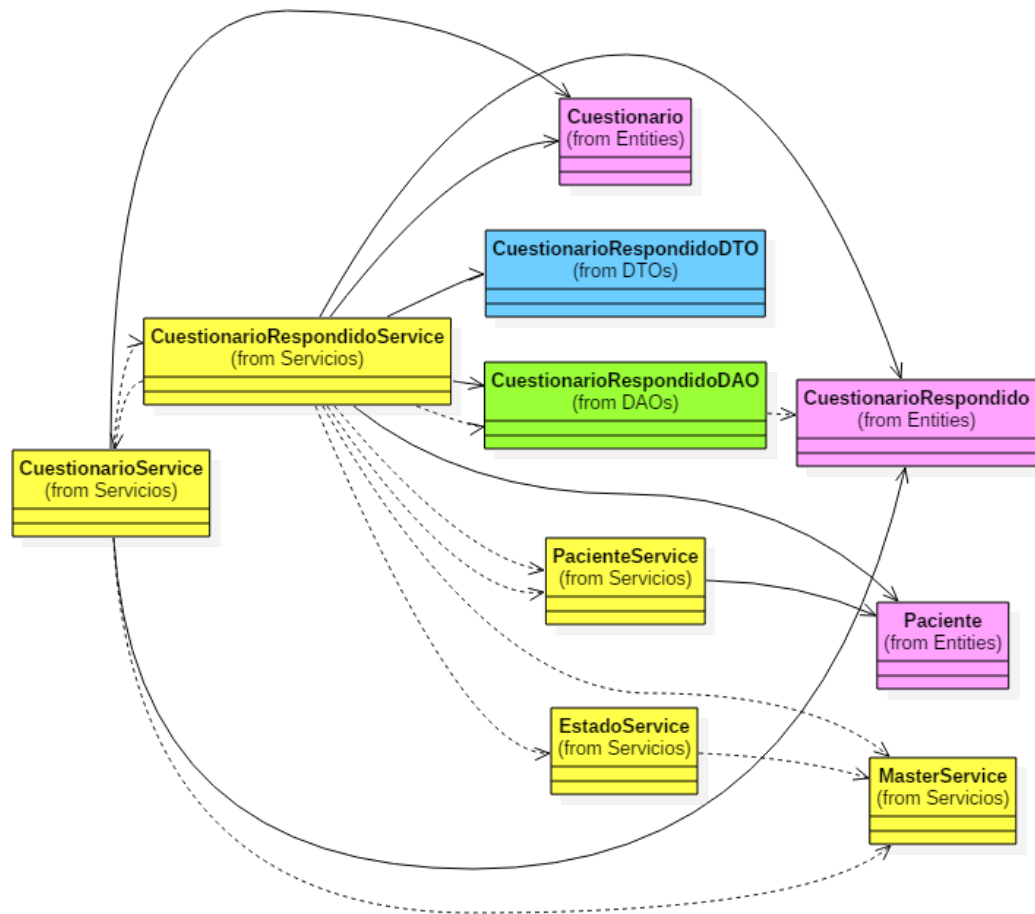 Cuestionario
(from Entities)
CuestionarioRespondidoDTO
(from DTOs)
CuestionarioRespondidoService
(from Servicios)
CuestionarioRespondidoDAO
(from DAOs)
CuestionarioRespondido
(from Entities)
CuestionarioService
(from Servicios)
PacienteService
(from Servicios)
Paciente
(from Entities)
EstadoService
(from Servicios)
MasterService
(from Servicios)